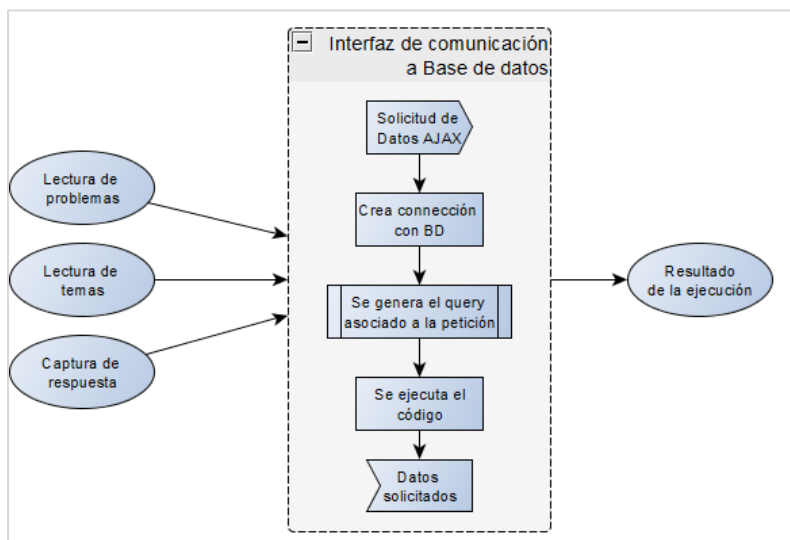 Interfaz de comunicación
a Base de datos
Solicitud de
Datos AJAX
Lectura de
problemas
Crea connección
con BD
Lectura de
temas
Se genera el query
asociado a la petición
Resultado
de la ejecución
Captura de
respuesta
Se ejecuta el
código
Datos
solicitados